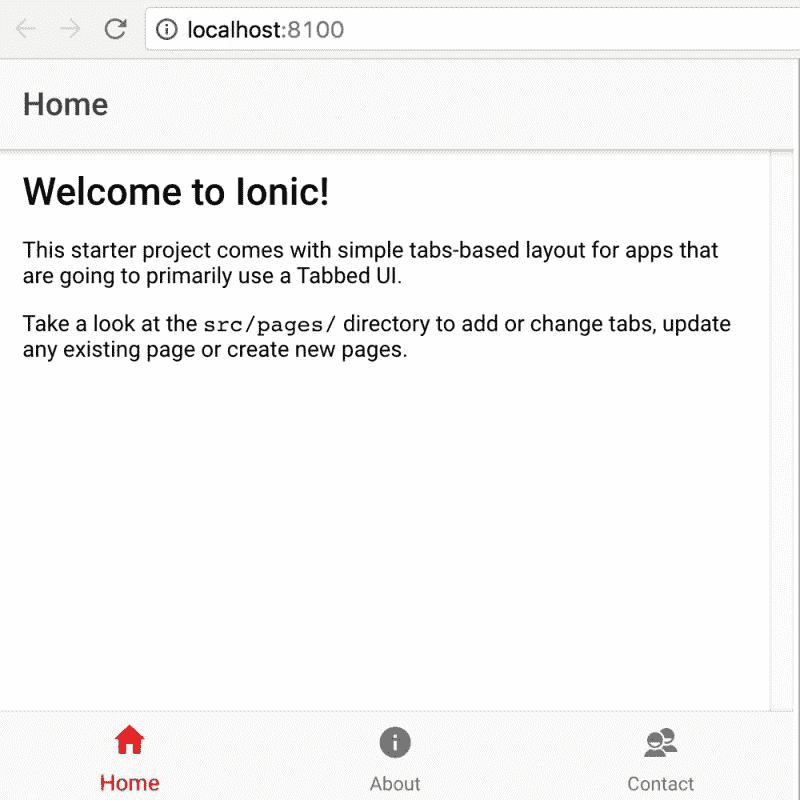 localhost:8100
Home
Welcome to Ionic!
This starter project comes with simple tabs-based layout for apps that
are going to primarily use a Tabbed UI.
Take a look at the src/pages/ directory to add or change tabs, update
any existing page or create new pages.
Home
About
Contact